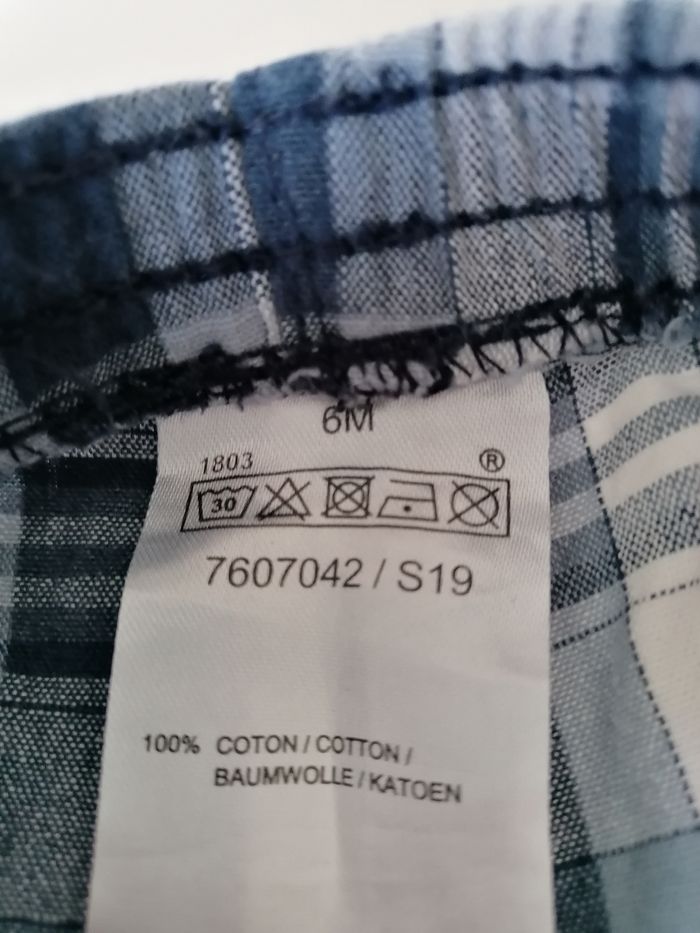 6M
1803 ®
30
7607042 / S19
100% COTON / COTTON /
BAUMWOLLE / KATOEN